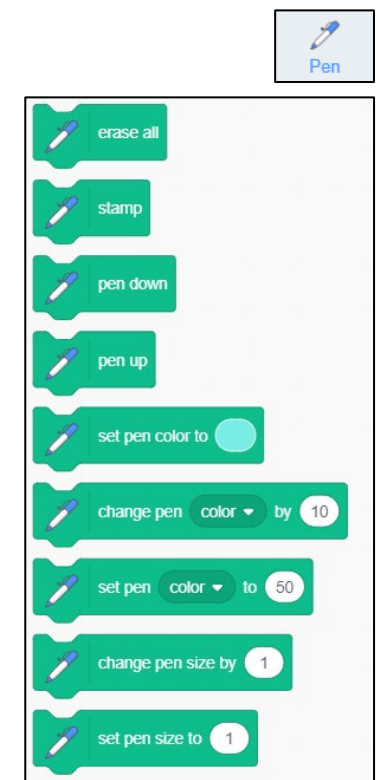 Pen
erase all
stamp
pen down
pen up
set pen color to
change pen color by 10
set pen color to 50
change pen size by 1
set pen size to 1